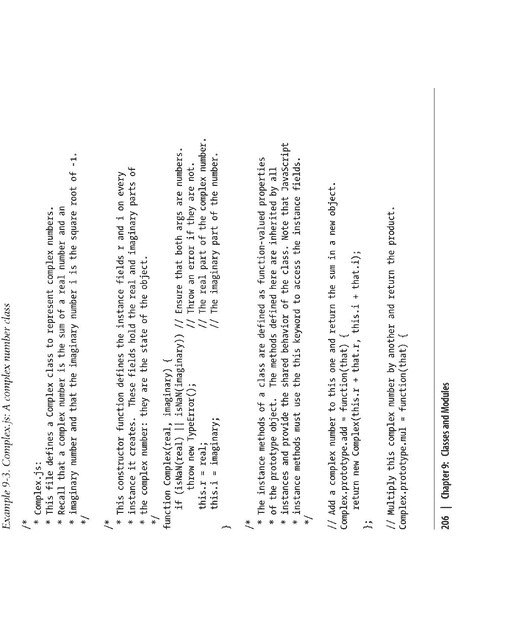 Example 9-3. Complex.js: A complex number class
/*
 * Complex.js:
 * This file defines a Complex class to represent complex numbers.
 * Recall that a complex number is the sum of a real number and an
 * imaginary number and that the imaginary number i is the square root of -1.
 */
/*
 * This constructor function defines the instance fields r and i on every
 * instance it creates.  These fields hold the real and imaginary parts of
 * the complex number: they are the state of the object.
 */
function Complex(real, imaginary) {
    if (isNaN(real) || isNaN(imaginary)) // Ensure that both args are numbers.
        throw new TypeError();           // Throw an error if they are not.
    this.r = real;                       // The real part of the complex number.
    this.i = imaginary;                  // The imaginary part of the number.
}
/*
 * The instance methods of a class are defined as function-valued properties
 * of the prototype object.  The methods defined here are inherited by all
 * instances and provide the shared behavior of the class. Note that JavaScript
 * instance methods must use the this keyword to access the instance fields.
 */
// Add a complex number to this one and return the sum in a new object.
Complex.prototype.add = function(that) {
    return new Complex(this.r + that.r, this.i + that.i);
};
// Multiply this complex number by another and return the product.
Complex.prototype.mul = function(that) {
206 | Chapter 9: Classes and Modules